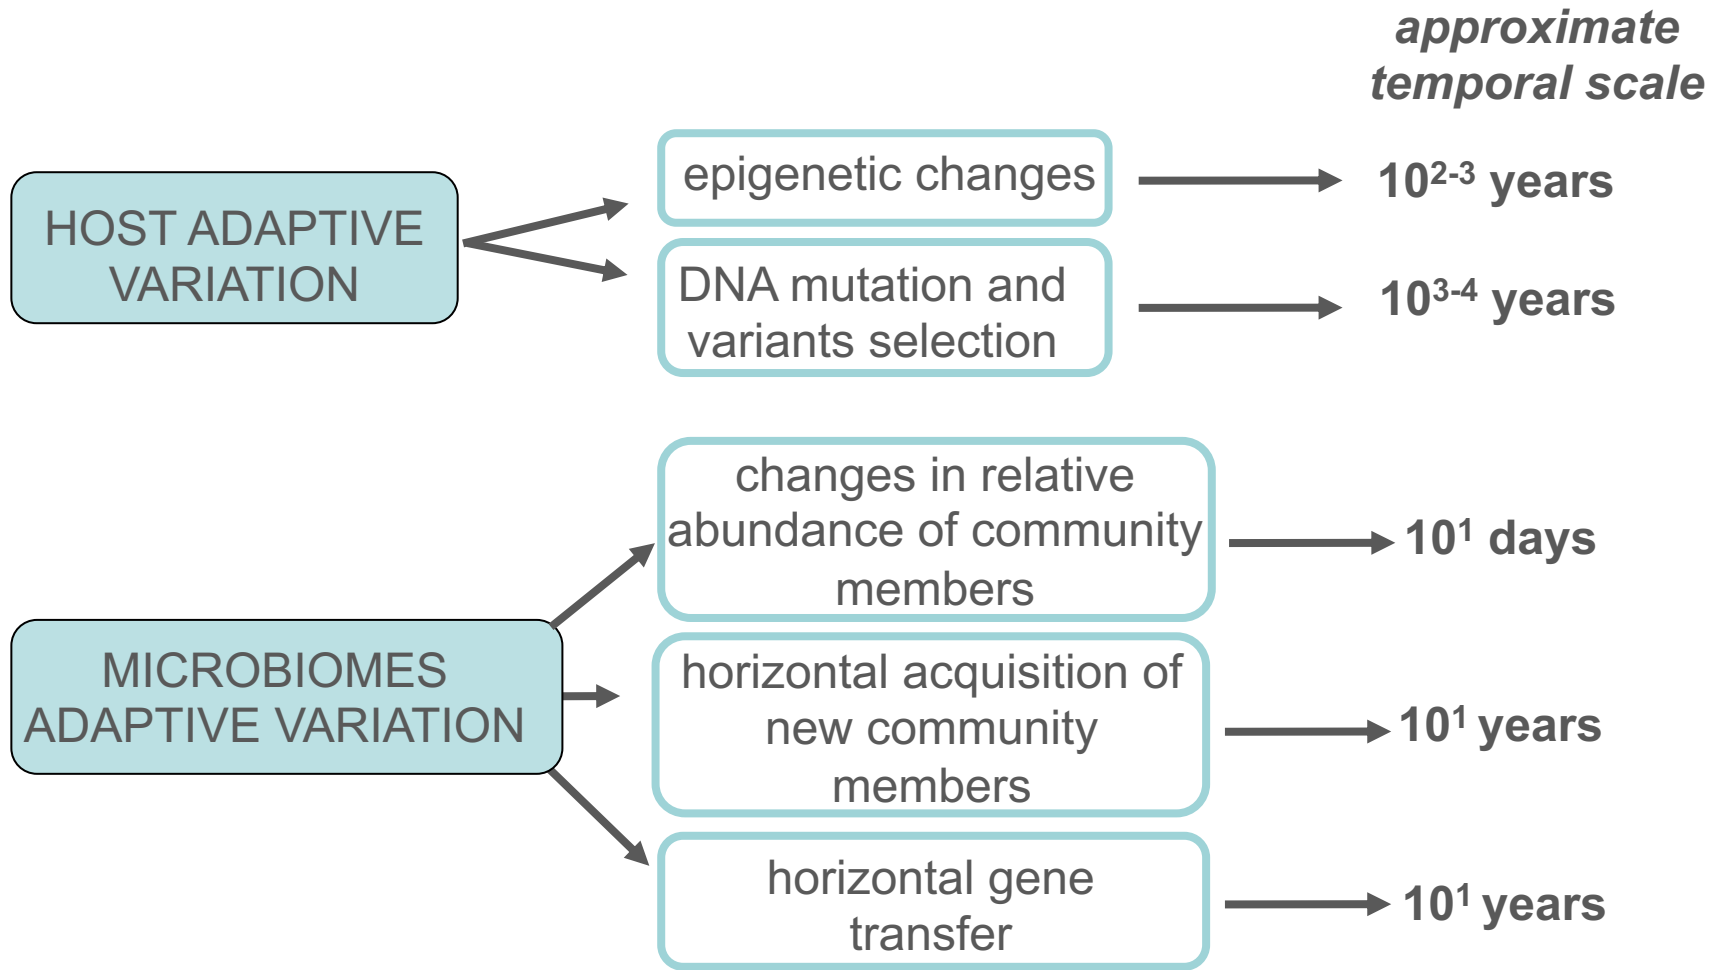 approximate
temporal scale
HOST ADAPTIVE
VARIATION
epigenetic changes
10²⁻³ years
DNA mutation and
variants selection
10³⁻⁴ years
MICROBIOMES
ADAPTIVE VARIATION
changes in relative
abundance of community
members
10¹ days
horizontal acquisition of
new community
members
10¹ years
horizontal gene
transfer
10¹ years